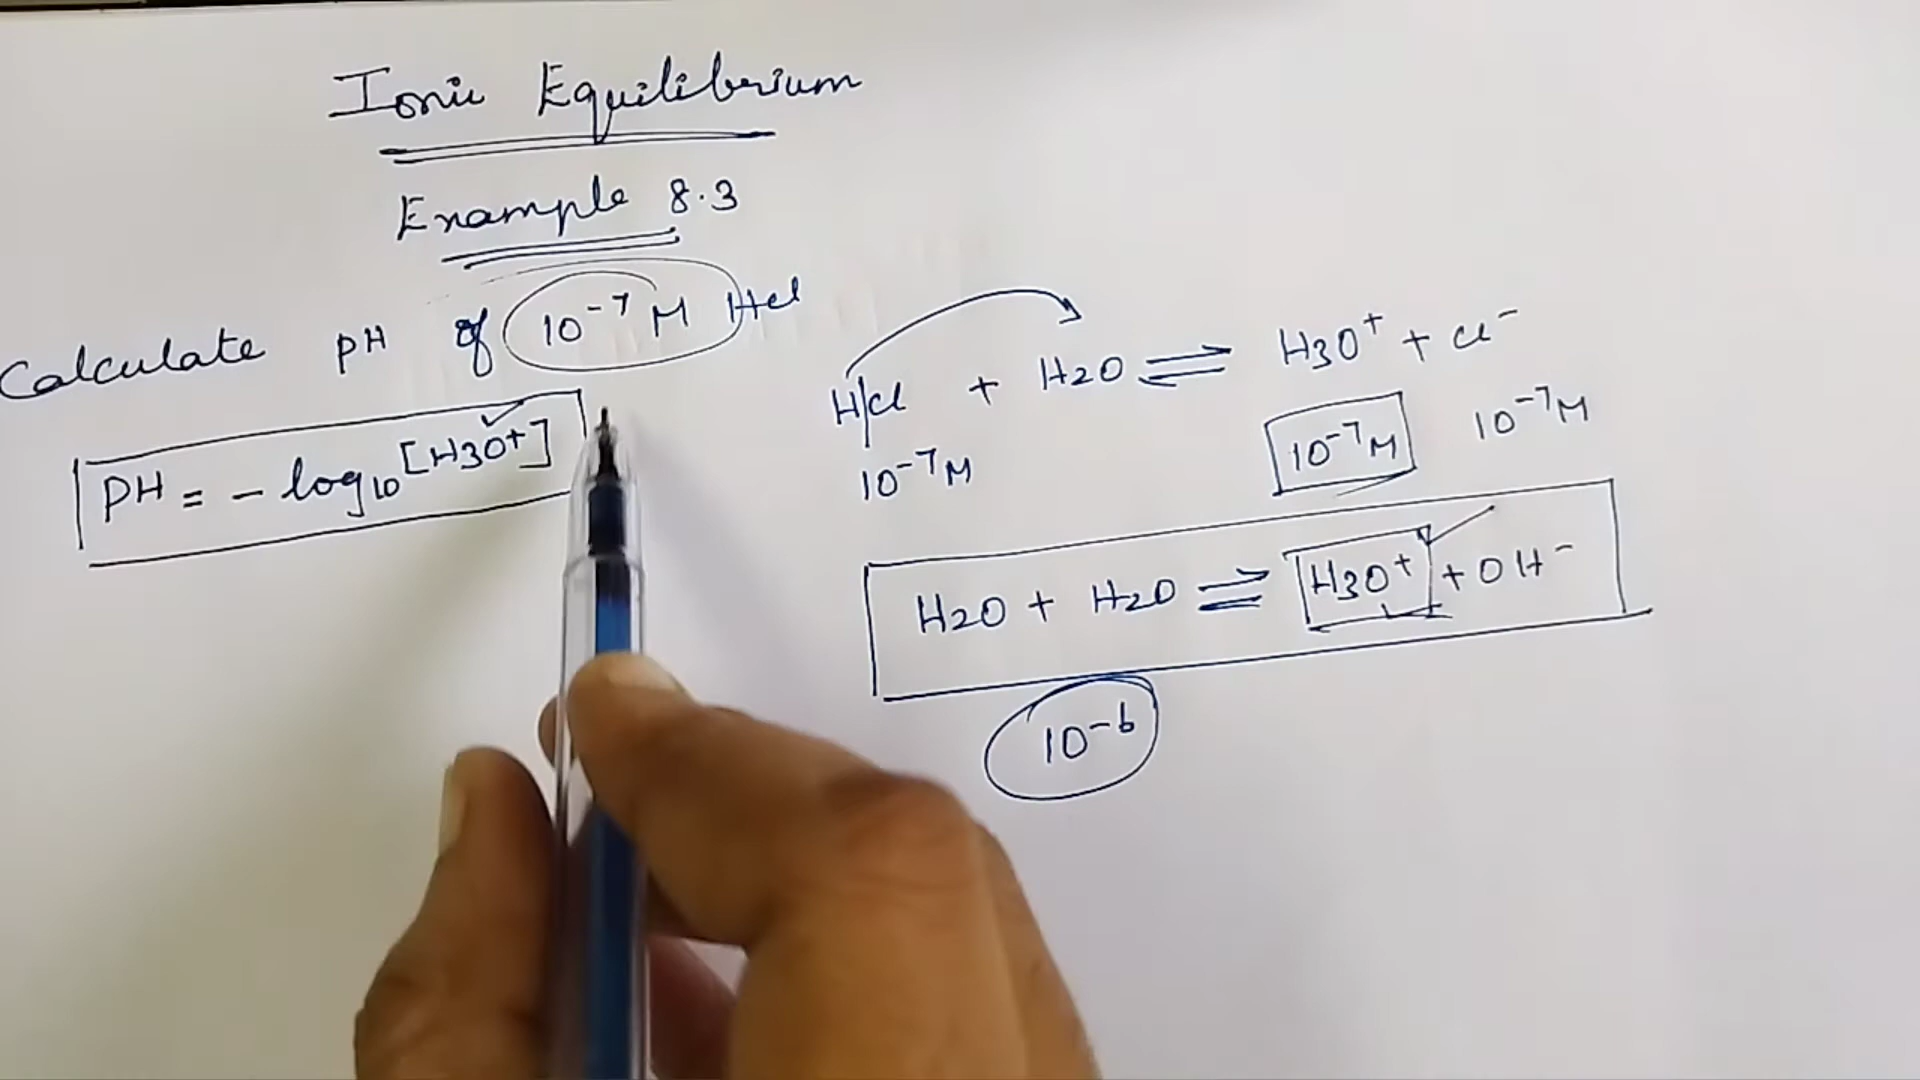 Ionic Equilibrium
Example 8.3
Calculate pH of 10⁻⁷ M Hcl
PH = - log₁₀ [H3O⁺]
H/Cl + H2O ⇌ H3O⁺ + Cl⁻
10⁻⁷M 10⁻⁷M 10⁻⁷M
H2O + H2O ⇌ H3O⁺ + OH⁻
10⁻⁶